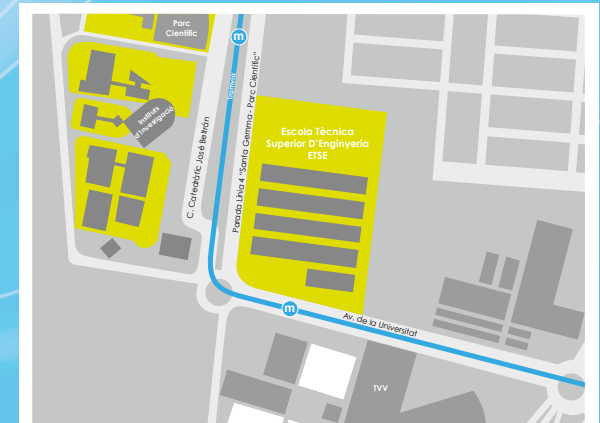 Parc
Científic
m
Tramvia
Parada Línia 4 "Santa Gemma - Parc Científic"
Instituts
d'Investigació
Escola Tècnica
Superior D'Enginyeria
ETSE
C. Catedràtic José Beltrán
m
Av. de la Universitat
TVV